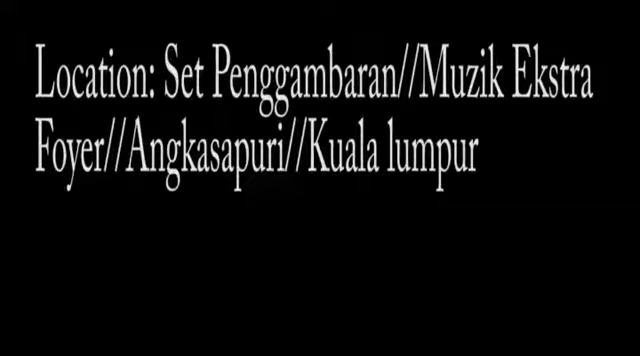 Location: Set Penggambaran//Muzik Ekstra
Foyer//Angkasapuri//Kuala lumpur